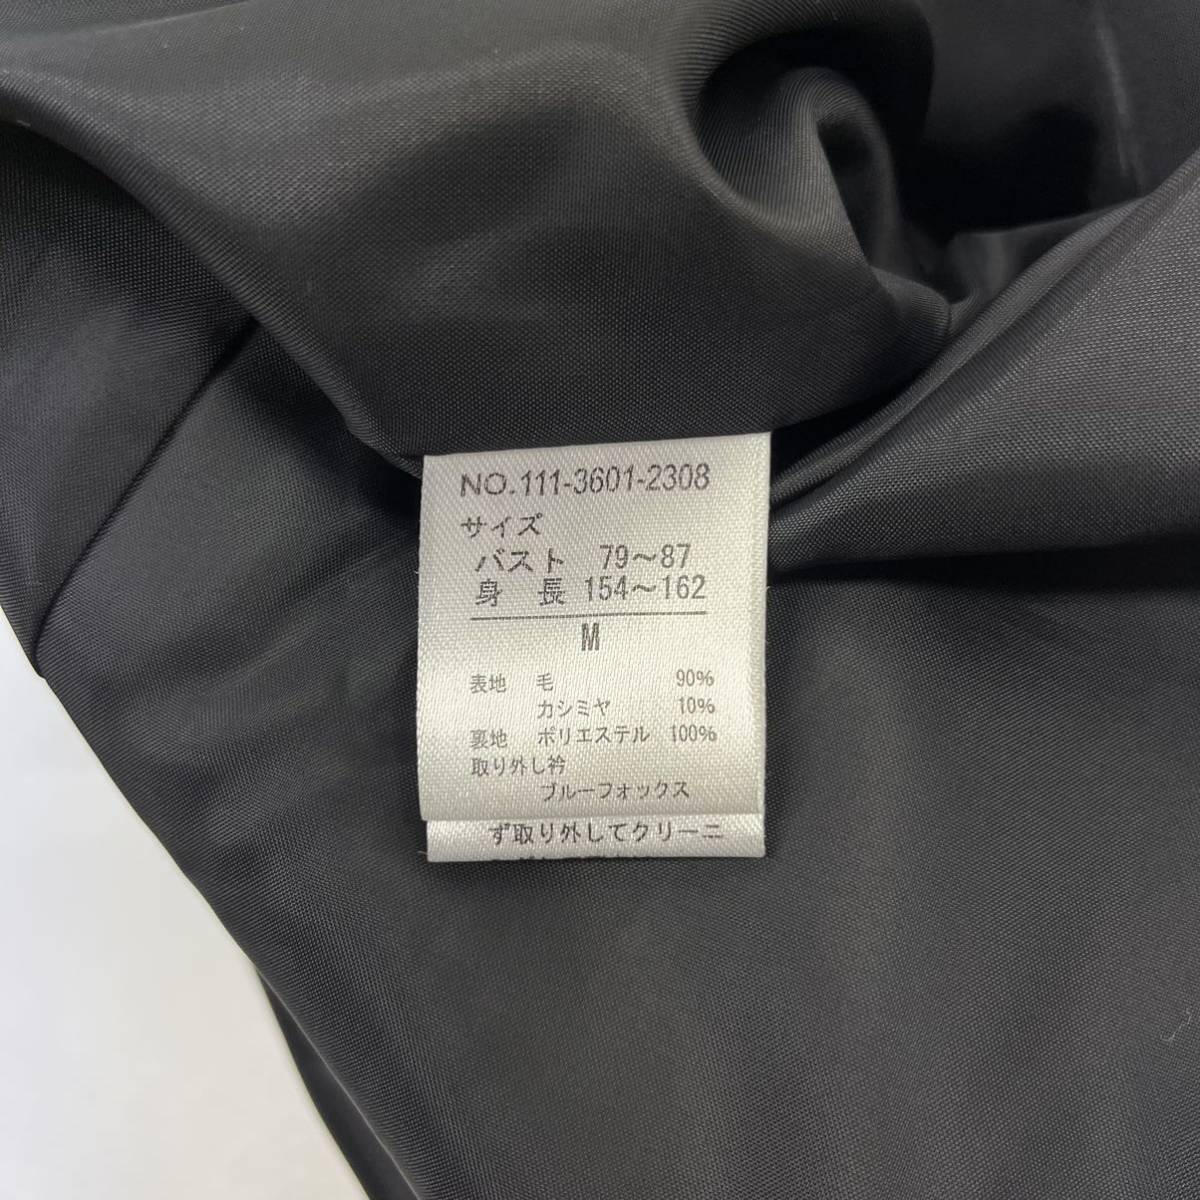 NO.111-3601-2308
サイズ
バスト 79～87
身 長 154～162
M
表地 毛 90%
カシミヤ 10%
裏地 ポリエステル 100%
取り外し衿
ブルーフォックス
ず取り外してクリーニ